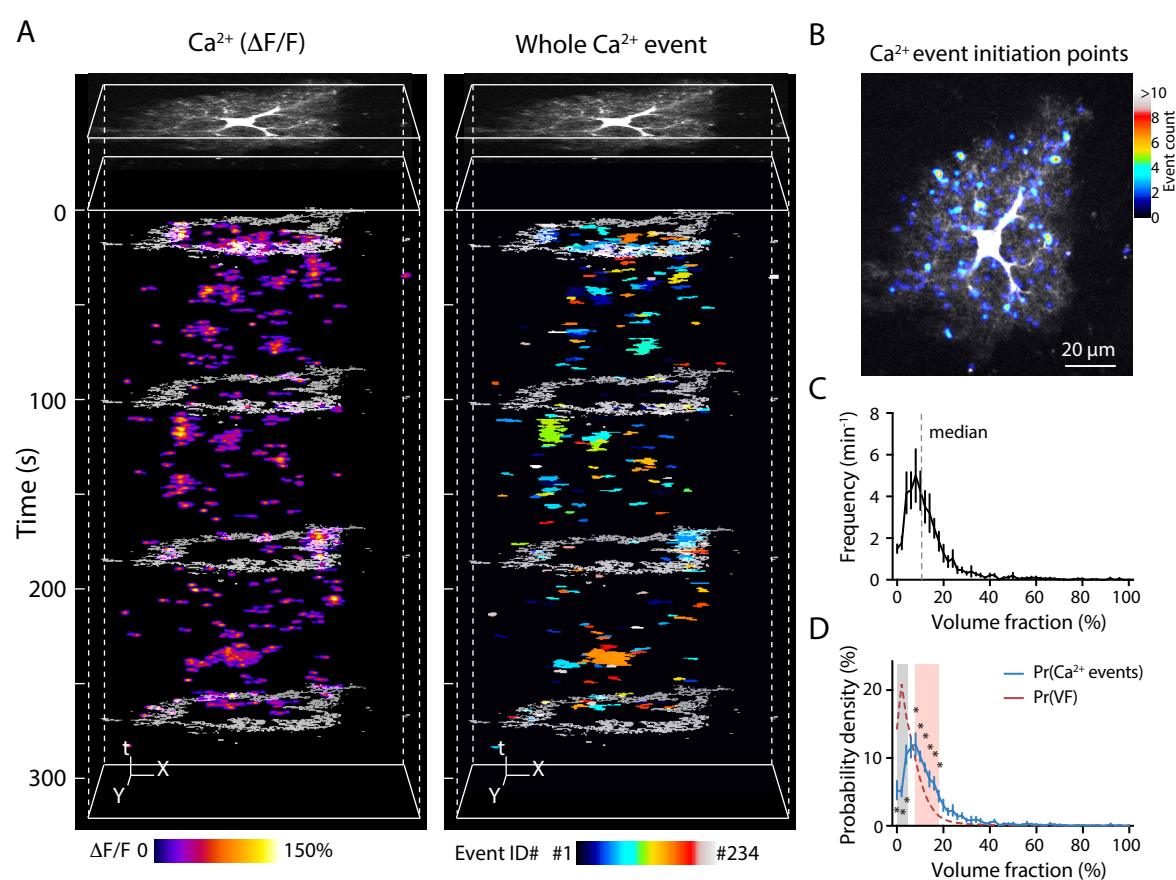 A
Ca²⁺ (ΔF/F)
Whole Ca²⁺ event
Time (s)
0
100
200
300
t
X
Y
t
X
Y
ΔF/F 0 150%
Event ID# #1 #234
B
Ca²⁺ event initiation points
>10
8
6
4
2
0
Event count
20 µm
C
Frequency (min⁻¹)
8
6
4
2
0
median
0 20 40 60 80 100
Volume fraction (%)
D
Probability density (%)
20
10
0
Pr(Ca²⁺ events)
Pr(VF)
* * * * * *
* * *
0 20 40 60 80 100
Volume fraction (%)